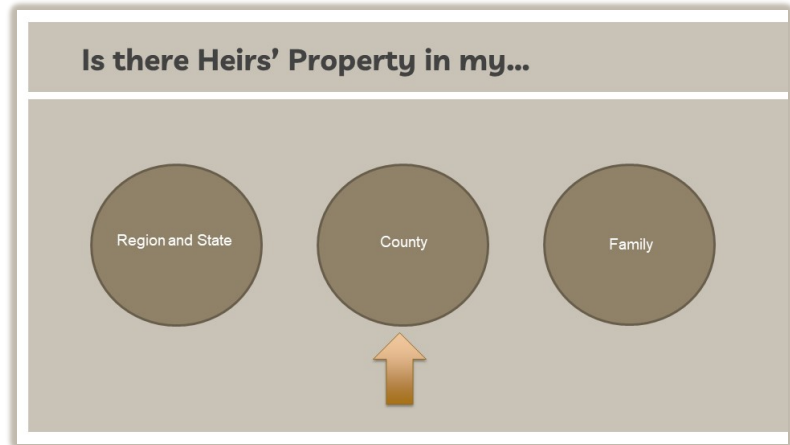 Is there Heirs’ Property in my...
Region and State
County
Family